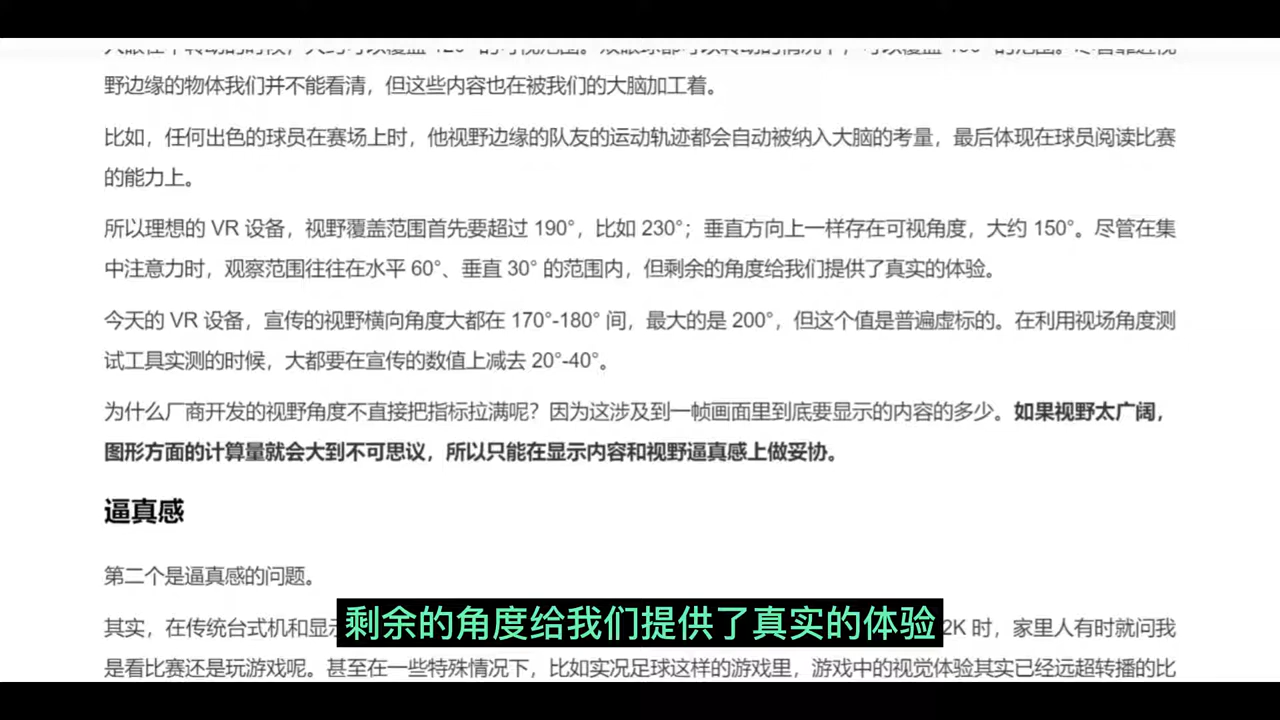 野边缘的物体我们并不能看清，但这些内容也在被我们的大脑加工着。
比如，任何出色的球员在赛场上时，他视野边缘的队友的运动轨迹都会自动被纳入大脑的考量，最后体现在球员阅读比赛
的能力上。
所以理想的 VR 设备，视野覆盖范围首先要超过 190°，比如 230°；垂直方向上一样存在可视角度，大约 150°。尽管在集
中注意力时，观察范围往往在水平 60°、垂直 30° 的范围内，但剩余的角度给我们提供了真实的体验。
今天的 VR 设备，宣传的视野横向角度大都在 170°-180° 间，最大的是 200°，但这个值是普遍虚标的。在利用视场角度测
试工具实测的时候，大都要在宣传的数值上减去 20°-40°。
为什么厂商开发的视野角度不直接把指标拉满呢？因为这涉及到一帧画面里到底要显示的内容的多少。如果视野太广阔，
图形方面的计算量就会大到不可思议，所以只能在显示内容和视野逼真感上做妥协。
逼真感
第二个是逼真感的问题。
剩余的角度给我们提供了真实的体验
其实，在传统台式机和显 2K 时，家里人有时就问我
是看比赛还是玩游戏呢。甚至在一些特殊情况下，比如实况足球这样的游戏里，游戏中的视觉体验其实已经远超转播的比